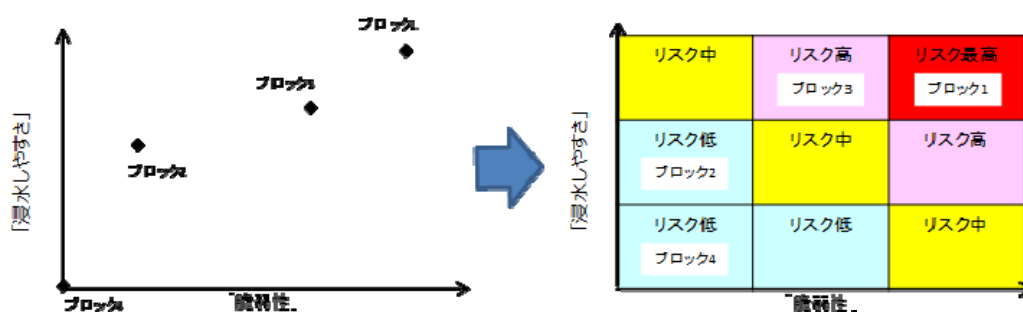 ブロック1
ブロック3
ブロック2
ブロック4
「浸水しやすさ」
「脆弱性」
リスク中
リスク高
リスク最高
ブロック3
ブロック1
リスク低
リスク中
リスク高
ブロック2
リスク低
リスク低
リスク中
ブロック4
「浸水しやすさ」
「脆弱性」